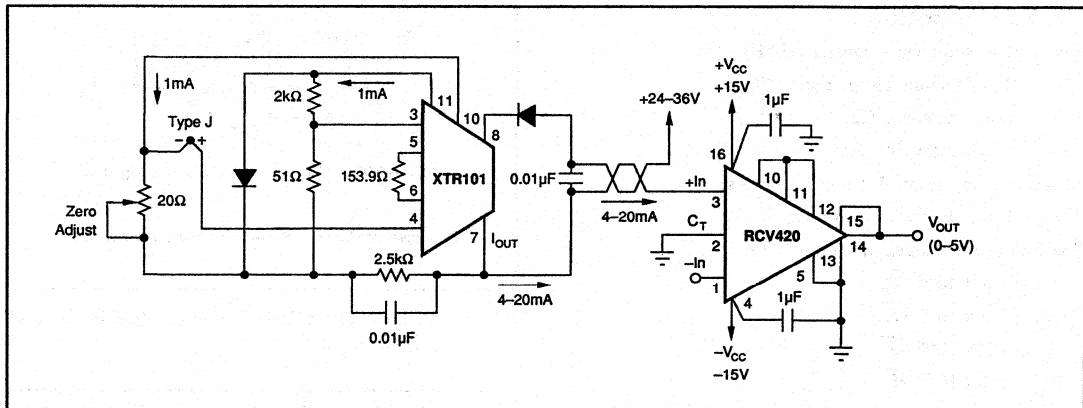 1mA
Type J
– +
20Ω
Zero
Adjust
2kΩ
51Ω
1mA
11
10
3
5
153.9Ω
6
4
XTR101
8
7
I_OUT
2.5kΩ
0.01µF
4–20mA
0.01µF
+24–36V
4–20mA
+V_CC
+15V
1µF
16
10
11
12
15
+In
3
C_T
2
RCV420
14
V_OUT
(0–5V)
–In
1
5
13
4
1µF
–V_CC
–15V